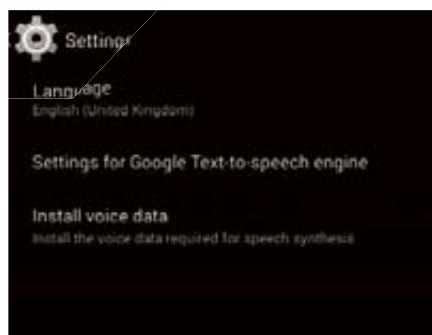 Settings
Language
English (United Kingdom)
Settings for Google Text-to-speech engine
Install voice data
Install the voice data required for speech synthesis